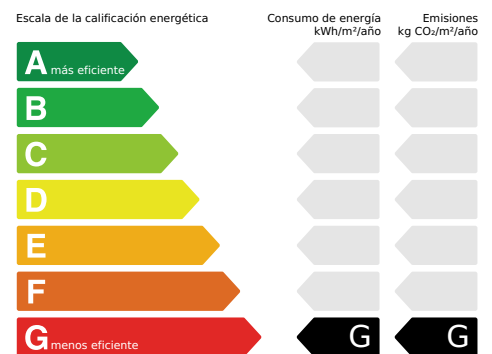 Escala de la calificación energética
Consumo de energía
kWh/m²/año
Emisiones
kg CO₂/m²/año
A más eficiente
B
C
D
E
F
G menos eficiente
G
G